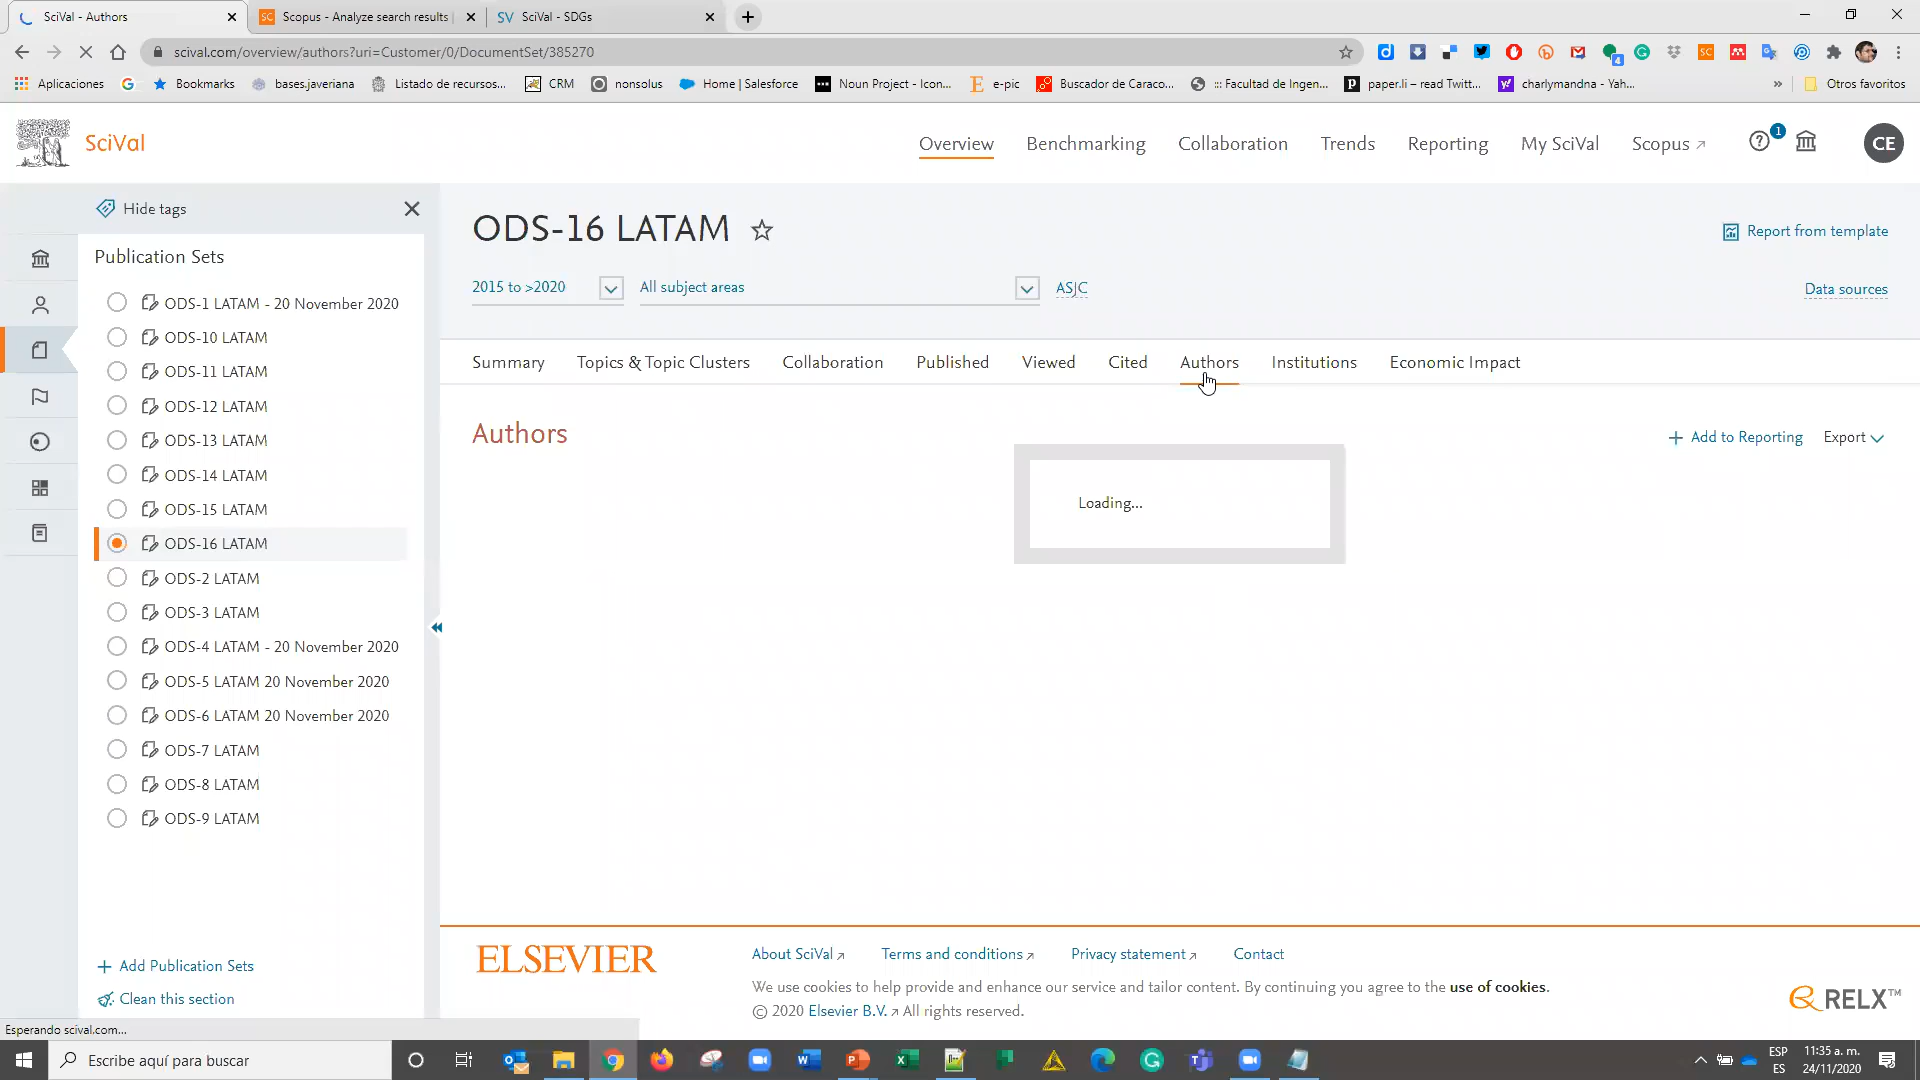 SciVal - Authors
Scopus - Analyze search results
SciVal - SDGs
scival.com/overview/authors?uri=Customer/0/DocumentSet/385270
Aplicaciones
Bookmarks
bases.javeriana
Listado de recursos...
CRM
nonsolus
Home | Salesforce
Noun Project - Icon...
e-pic
Buscador de Caraco...
::: Facultad de Ingen...
paper.li – read Twitt...
charlymandna - Yah...
Otros favoritos
SciVal
Overview
Benchmarking
Collaboration
Trends
Reporting
My SciVal
Scopus
1
CE
Hide tags
Publication Sets
ODS-1 LATAM - 20 November 2020
ODS-10 LATAM
ODS-11 LATAM
ODS-12 LATAM
ODS-13 LATAM
ODS-14 LATAM
ODS-15 LATAM
ODS-16 LATAM
ODS-2 LATAM
ODS-3 LATAM
ODS-4 LATAM - 20 November 2020
ODS-5 LATAM 20 November 2020
ODS-6 LATAM 20 November 2020
ODS-7 LATAM
ODS-8 LATAM
ODS-9 LATAM
+ Add Publication Sets
Clean this section
ODS-16 LATAM
Report from template
2015 to >2020
All subject areas
ASJC
Data sources
Summary
Topics & Topic Clusters
Collaboration
Published
Viewed
Cited
Authors
Institutions
Economic Impact
Authors
+ Add to Reporting
Export
Loading...
ELSEVIER
About SciVal
Terms and conditions
Privacy statement
Contact
We use cookies to help provide and enhance our service and tailor content. By continuing you agree to the use of cookies.
© 2020 Elsevier B.V. All rights reserved.
RELX™
Esperando scival.com...
Escribe aquí para buscar
ESP
ES
11:35 a. m.
24/11/2020